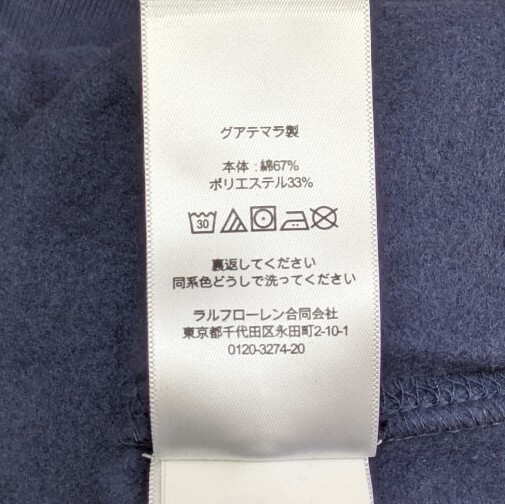 グアテマラ製
本体 : 綿67%
ポリエステル33%
30
裏返してください
同系色どうしで洗ってください
ラルフローレン合同会社
東京都千代田区永田町2-10-1
0120-3274-20